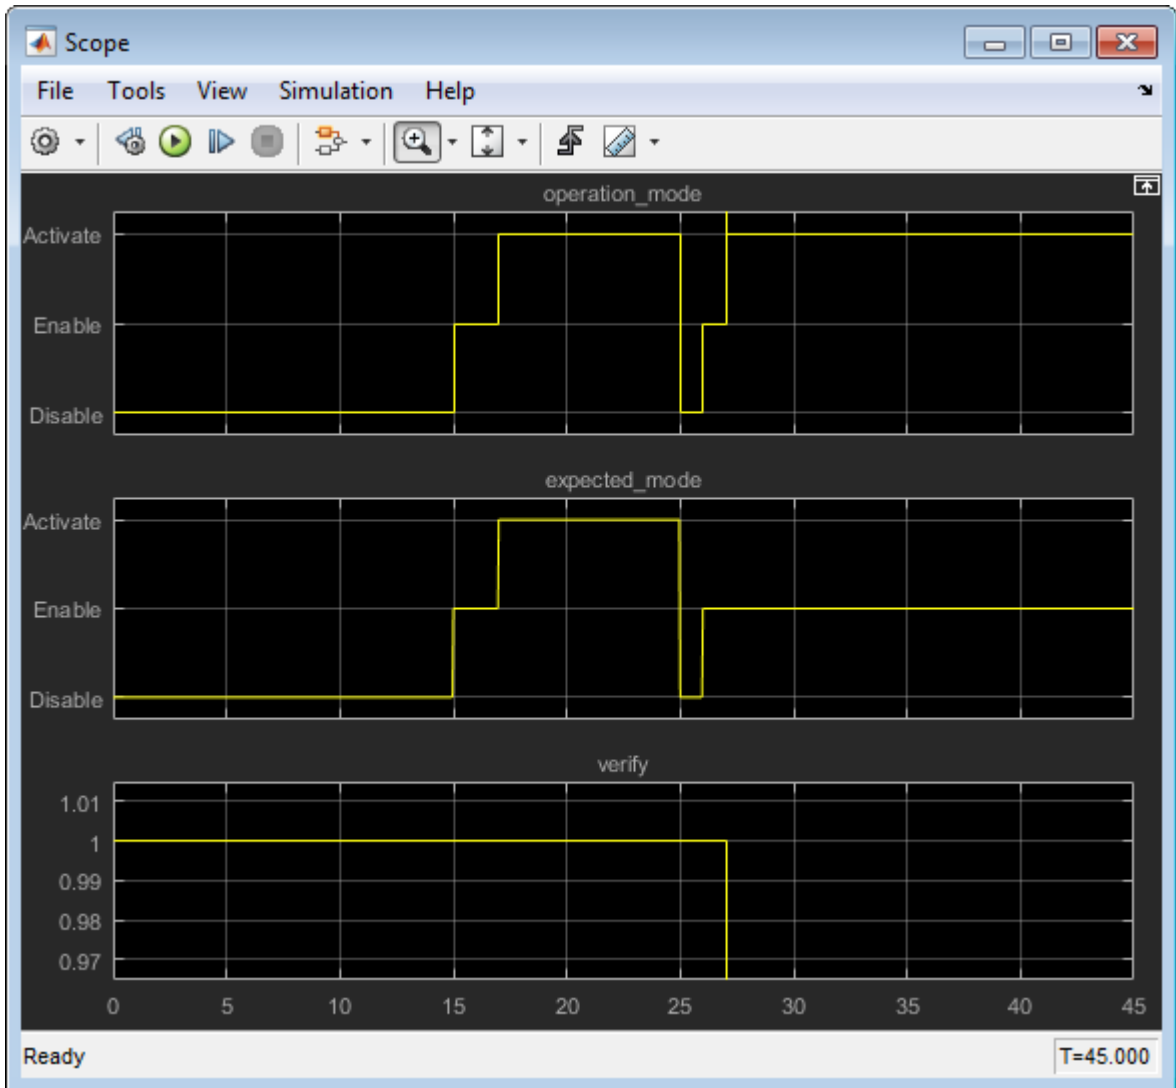 Scope
File Tools View Simulation Help
operation_mode
Activate
Enable
Disable
expected_mode
Activate
Enable
Disable
verify
1.01
1
0.99
0.98
0.97
0 5 10 15 20 25 30 35 40 45
Ready T=45.000